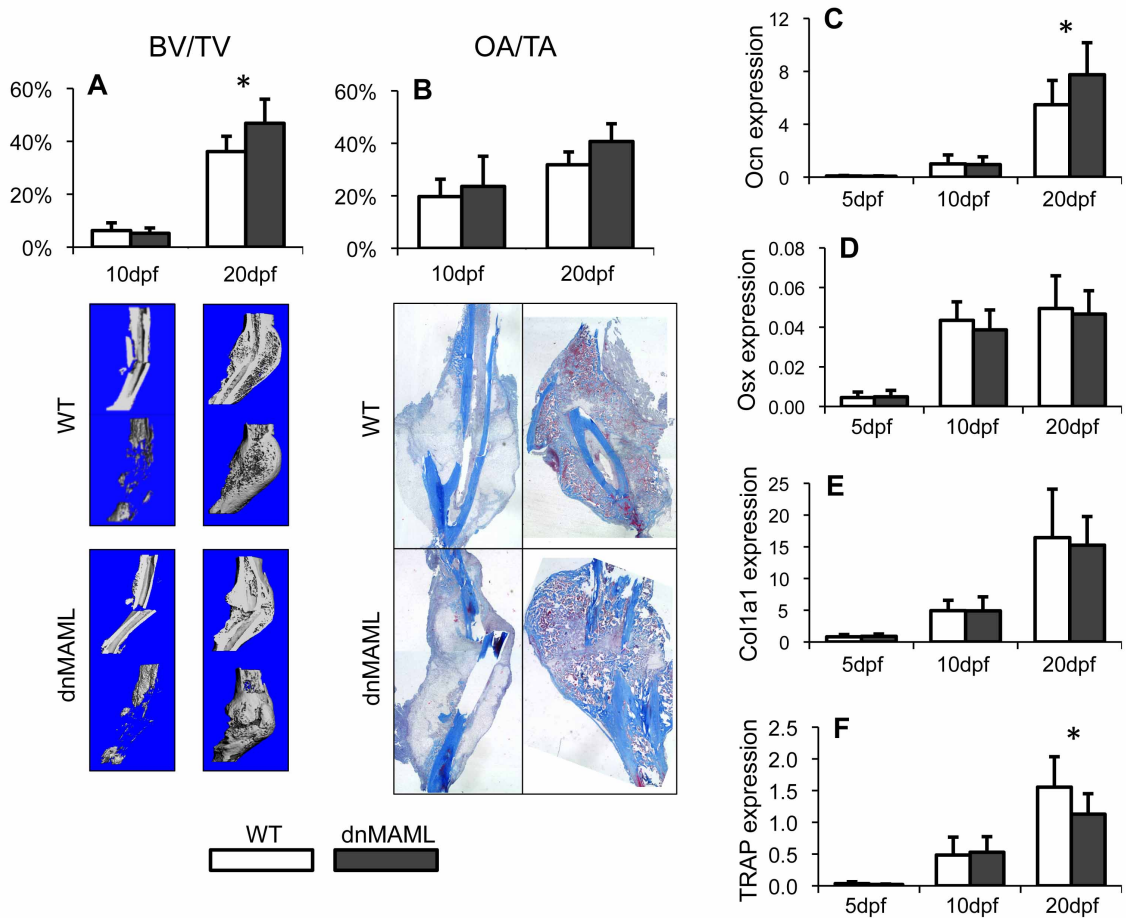 BV/TV
OA/TA
A
*
60%
40%
20%
0%
10dpf
20dpf
B
60%
40%
20%
0%
10dpf
20dpf
WT
dnMAML
WT
dnMAML
WT
dnMAML
C
*
Ocn expression
12
8
4
0
5dpf
10dpf
20dpf
D
Osx expression
0.08
0.06
0.04
0.02
0.00
5dpf
10dpf
20dpf
E
Col1a1 expression
25
20
15
10
5
0
5dpf
10dpf
20dpf
F
*
TRAP expression
2.5
2.0
1.5
1.0
0.5
0.0
5dpf
10dpf
20dpf